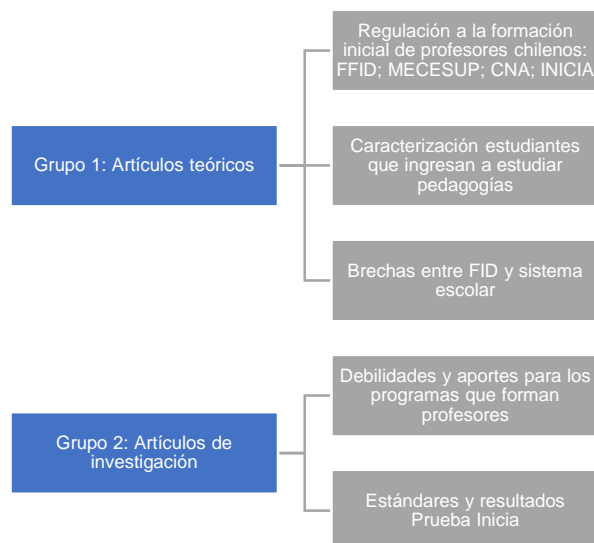 Regulación a la formación
inicial de profesores chilenos:
FFID; MECESUP; CNA; INICIA
Grupo 1: Artículos teóricos
Caracterización estudiantes
que ingresan a estudiar
pedagogías
Brechas entre FID y sistema
escolar
Debilidades y aportes para los
programas que forman
profesores
Grupo 2: Artículos de
investigación
Estándares y resultados
Prueba Inicia